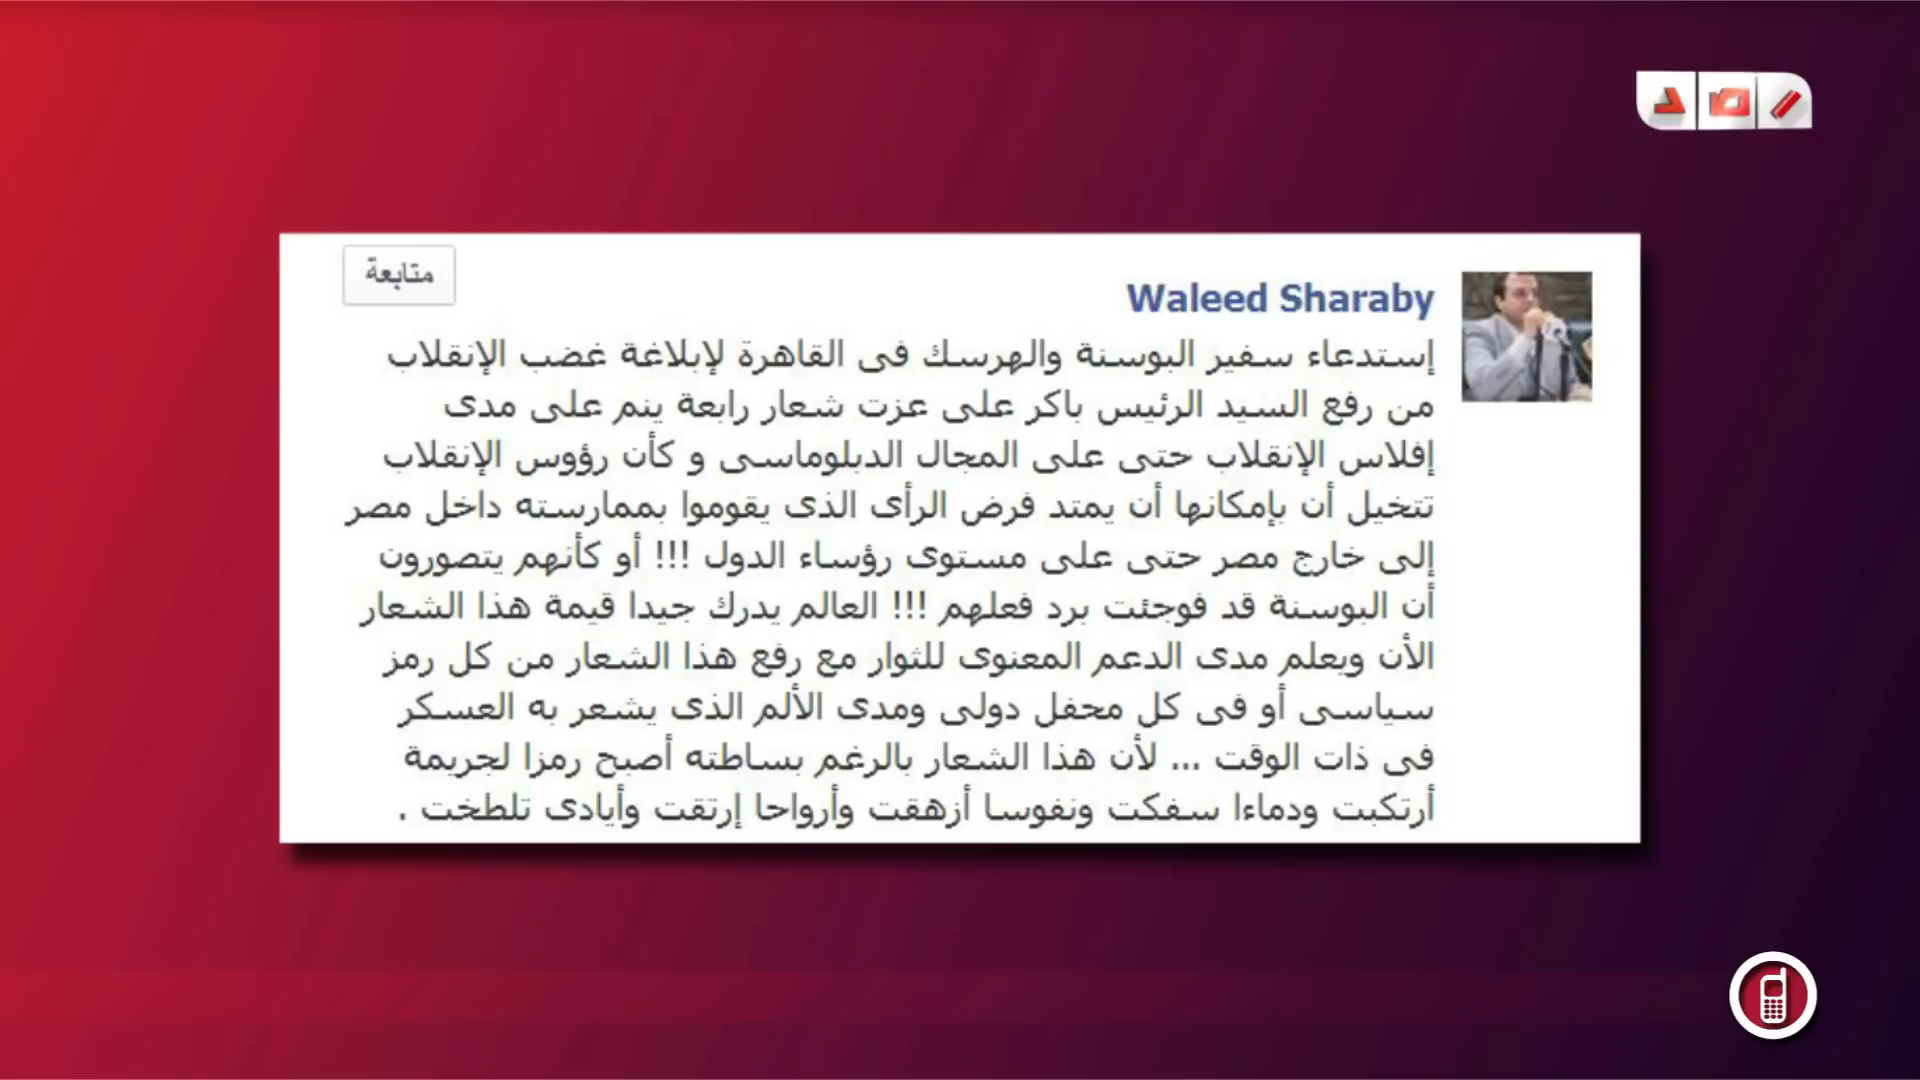 متابعة
Waleed Sharaby
إستدعاء سفير البوسنة والهرسك فى القاهرة لإبلاغة غضب الإنقلاب
من رفع السيد الرئيس باكر على عزت شعار رابعة ينم على مدى
إفلاس الإنقلاب حتى على المجال الدبلوماسى و كأن رؤوس الإنقلاب
تتخيل أن بإمكانها أن يمتد فرض الرأى الذى يقوموا بممارسته داخل مصر
إلى خارج مصر حتى على مستوى رؤساء الدول !!! أو كأنهم يتصورون
أن البوسنة قد فوجئت برد فعلهم !!! العالم يدرك جيدا قيمة هذا الشعار
الأن ويعلم مدى الدعم المعنوى للثوار مع رفع هذا الشعار من كل رمز
سياسى أو فى كل محفل دولى ومدى الألم الذى يشعر به العسكر
فى ذات الوقت ... لأن هذا الشعار بالرغم بساطته أصبح رمزا لجريمة
أرتكبت ودماءا سفكت ونفوسا أزهقت وأرواحا إرتقت وأيادى تلطخت .